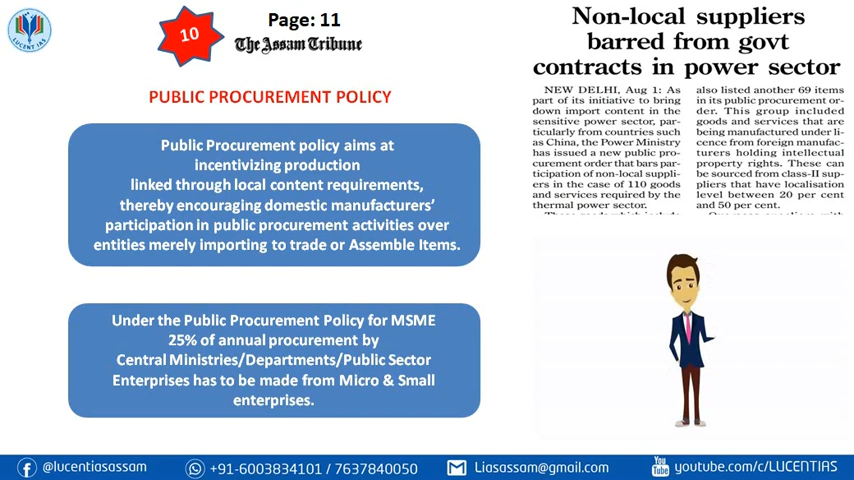 LUCENT IAS
10
Page: 11
The Assam Tribune
PUBLIC PROCUREMENT POLICY
Public Procurement policy aims at
incentivizing production
linked through local content requirements,
thereby encouraging domestic manufacturers'
participation in public procurement activities over
entities merely importing to trade or Assemble Items.
Under the Public Procurement Policy for MSME
25% of annual procurement by
Central Ministries/Departments/Public Sector
Enterprises has to be made from Micro & Small
enterprises.
Non-local suppliers
barred from govt
contracts in power sector
NEW DELHI, Aug 1: As
part of its initiative to bring
down import content in the
sensitive power sector, par-
ticularly from countries such
as China, the Power Ministry
has issued a new public pro-
curement order that bars par-
ticipation of non-local suppli-
ers in the case of 110 goods
and services required by the
thermal power sector.
also listed another 69 items
in its public procurement or-
der. This group included
goods and services that are
being manufactured under li-
cence from foreign manufac-
turers holding intellectual
property rights. These can
be sourced from class-II sup-
pliers that have localisation
level between 20 per cent
and 50 per cent.
@lucentiasassam
+91-6003834101 / 7637840050
Liasassam@gmail.com
You
Tube
youtube.com/c/LUCENTIAS